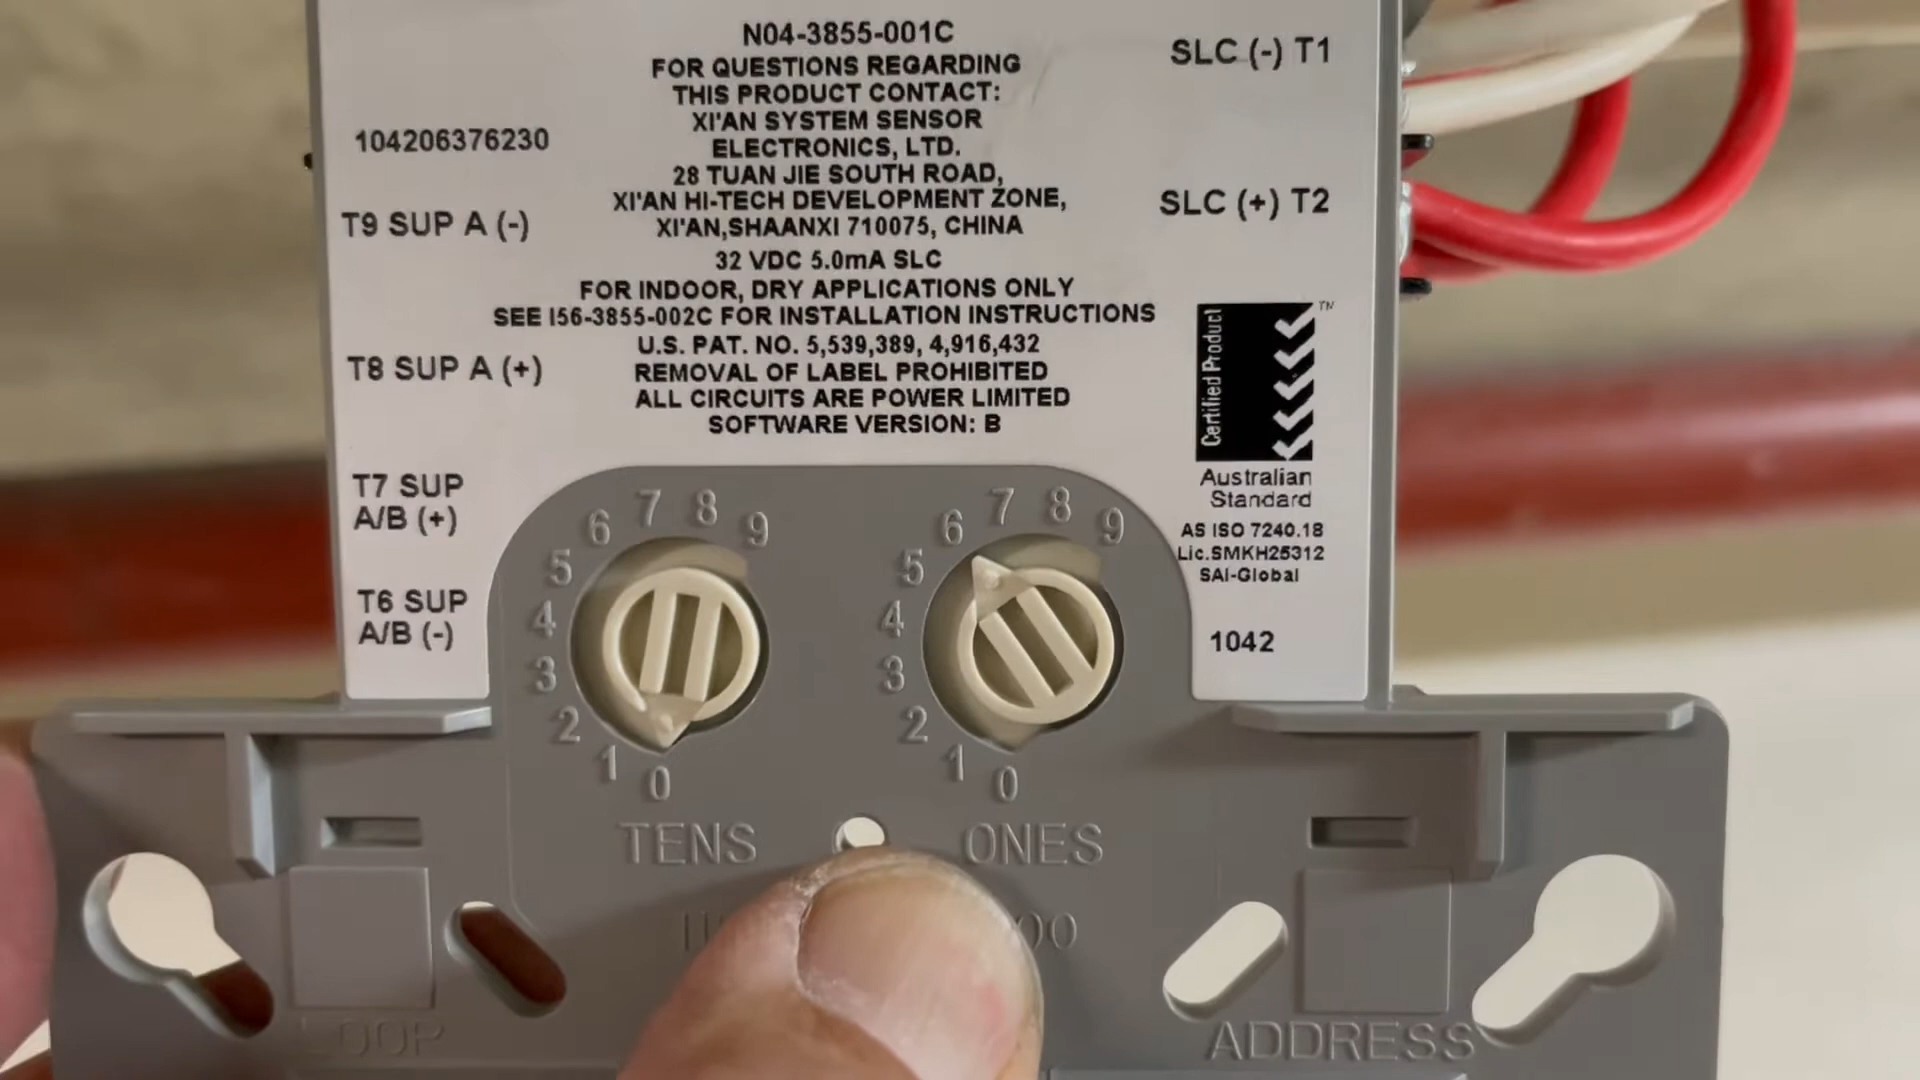 N04-3855-001C
FOR QUESTIONS REGARDING
THIS PRODUCT CONTACT:
XI'AN SYSTEM SENSOR
ELECTRONICS, LTD.
28 TUAN JIE SOUTH ROAD,
XI'AN HI-TECH DEVELOPMENT ZONE,
XI'AN,SHAANXI 710075, CHINA
32 VDC 5.0mA SLC
FOR INDOOR, DRY APPLICATIONS ONLY
SEE I56-3855-002C FOR INSTALLATION INSTRUCTIONS
U.S. PAT. NO. 5,539,389, 4,916,432
REMOVAL OF LABEL PROHIBITED
ALL CIRCUITS ARE POWER LIMITED
SOFTWARE VERSION: B
104206376230
T9 SUP A (-)
T8 SUP A (+)
T7 SUP
A/B (+)
T6 SUP
A/B (-)
SLC (-) T1
SLC (+) T2
Certified Product
TM
Australian
Standard
AS ISO 7240.18
Lic.SMKH25312
SAI-Global
1042
0 1 2 3 4 5 6 7 8 9
TENS
0 1 2 3 4 5 6 7 8 9
ONES
LOOP
ADDRESS